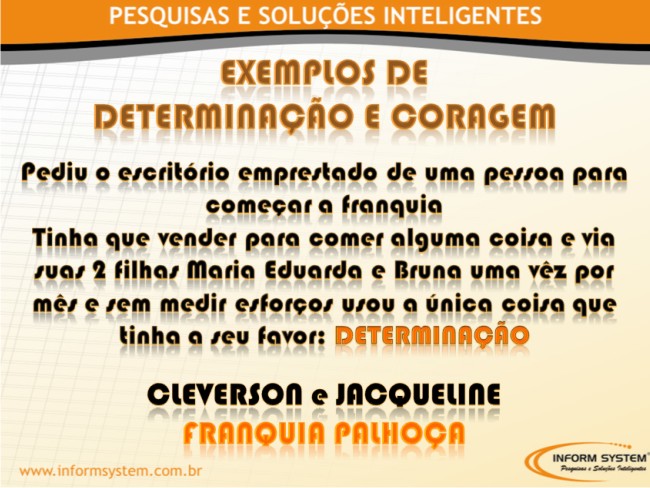 PESQUISAS E SOLUÇÕES INTELIGENTES
EXEMPLOS DE
DETERMINAÇÃO E CORAGEM
Pediu o escritório emprestado de uma pessoa para
começar a franquia
Tinha que vender para comer alguma coisa e via
suas 2 filhas Maria Eduarda e Bruna uma vêz por
mês e sem medir esforços usou a única coisa que
tinha a seu favor: DETERMINAÇÃO
CLEVERSON e JACQUELINE
FRANQUIA PALHOÇA
INFORM SYSTEM
Pesquisas e Soluções Inteligentes
www.informsystem.com.br